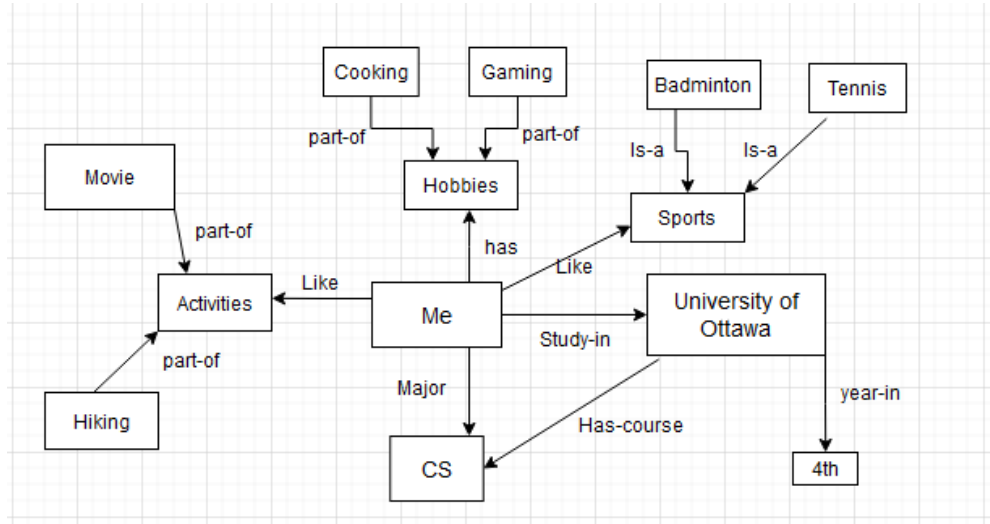 Cooking
Gaming
Badminton
Tennis
part-of
part-of
Is-a
Is-a
Movie
Hobbies
Sports
part-of
has
Like
Like
Activities
Me
University of
Ottawa
Study-in
part-of
Major
year-in
Hiking
Has-course
CS
4th